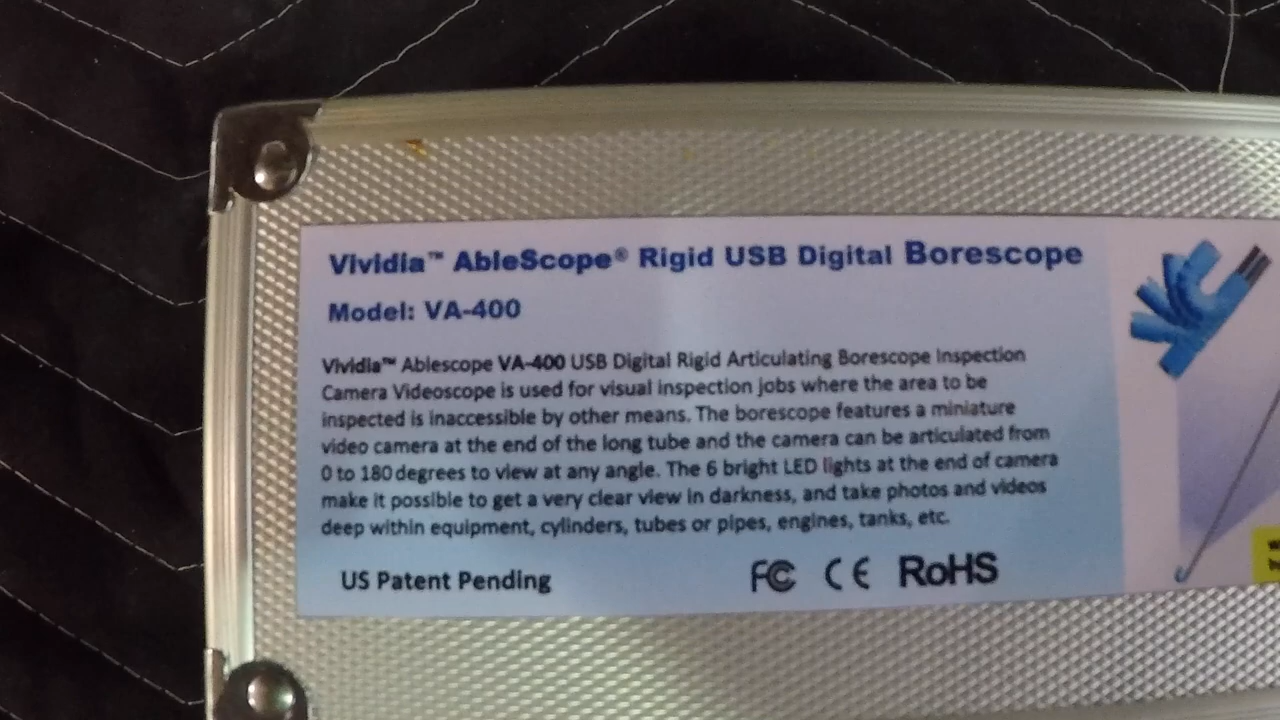 Vividia™ AbleScope® Rigid USB Digital Borescope
Model: VA-400
Vividia™ Ablescope VA-400 USB Digital Rigid Articulating Borescope Inspection
Camera Videoscope is used for visual inspection jobs where the area to be
inspected is inaccessible by other means. The borescope features a miniature
video camera at the end of the long tube and the camera can be articulated from
0 to 180 degrees to view at any angle. The 6 bright LED lights at the end of camera
make it possible to get a very clear view in darkness, and take photos and videos
deep within equipment, cylinders, tubes or pipes, engines, tanks, etc.
US Patent Pending FC CE RoHS